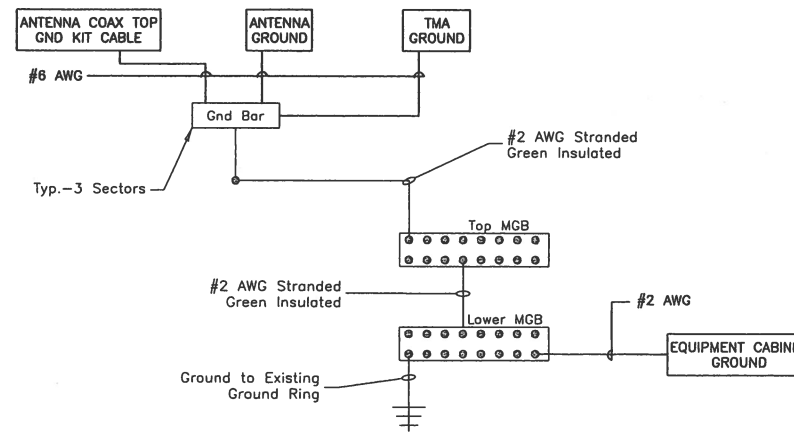 ANTENNA COAX TOP
GND KIT CABLE
ANTENNA
GROUND
TMA
GROUND
#6 AWG
Gnd Bar
#2 AWG Stranded
Green Insulated
Typ.-3 Sectors
Top MGB
#2 AWG Stranded
Green Insulated
#2 AWG
Lower MGB
EQUIPMENT CABIN
GROUND
Ground to Existing
Ground Ring